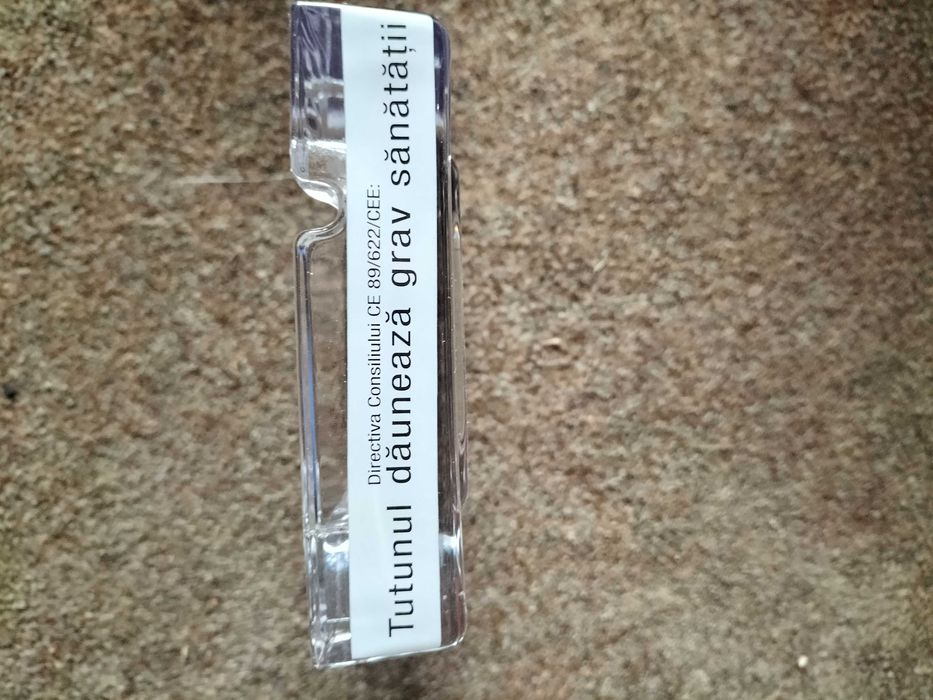 Directiva Consiliului CE 89/622/CEE:
Tutunul dăunează grav sănătății